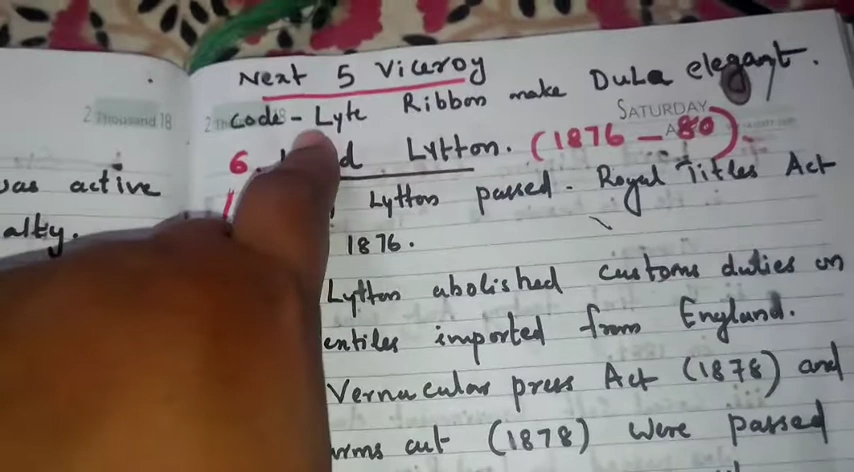 Next 5 Viceroy
2 Thousand 18
Code - Lyte Ribbon make Dula elegant.
SATURDAY
6. Lytton. (1876 - 80)
was active
Lytton passed. Royal Titles Act
alty.
1876.
Lytton abolished customs duties on
entiles imported from England.
Vernacular press Act (1878) and
arms cut (1878) were passed